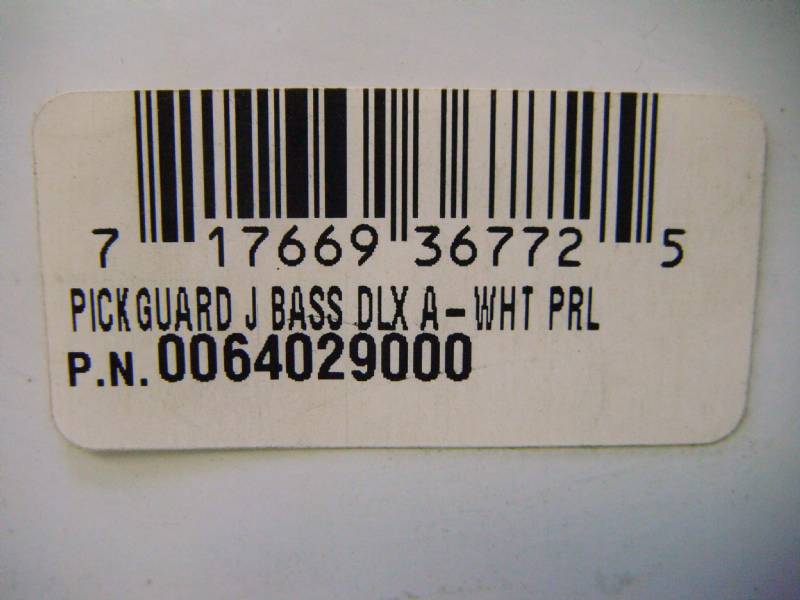 7 17669 36772 5
PICKGUARD J BASS DLX A-WHT PRL
P.N. 0064029000